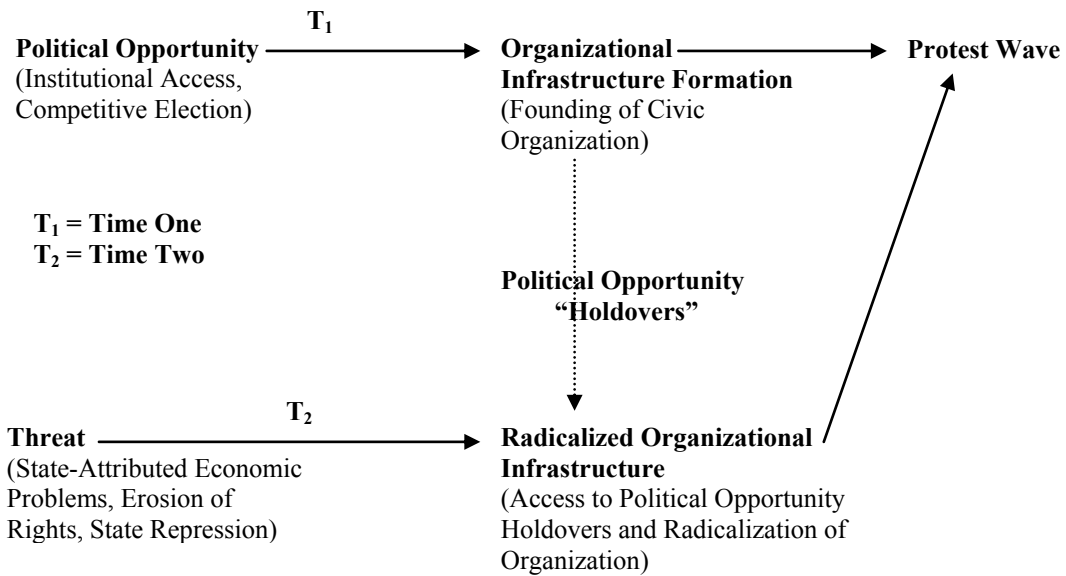 T₁
Political Opportunity
(Institutional Access,
Competitive Election)
Organizational
Infrastructure Formation
(Founding of Civic
Organization)
Protest Wave
T₁ = Time One
T₂ = Time Two
Political Opportunity
“Holdovers”
T₂
Threat
(State-Attributed Economic
Problems, Erosion of
Rights, State Repression)
Radicalized Organizational
Infrastructure
(Access to Political Opportunity
Holdovers and Radicalization of
Organization)